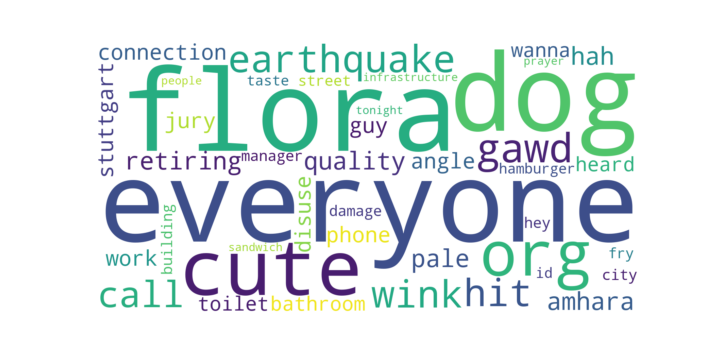 connection
earthquake
wanna
hah
people
taste
street
infrastructure
prayer
stuttgart
flora
dog
jury
tonight
guy
gawd
retiring
manager
quality
angle
hamburger
heard
everyone
building
disuse
damage
hey
sandwich
phone
work
cute
pale
org
id
fry
city
call
toilet
bathroom
wink
hit
amhara